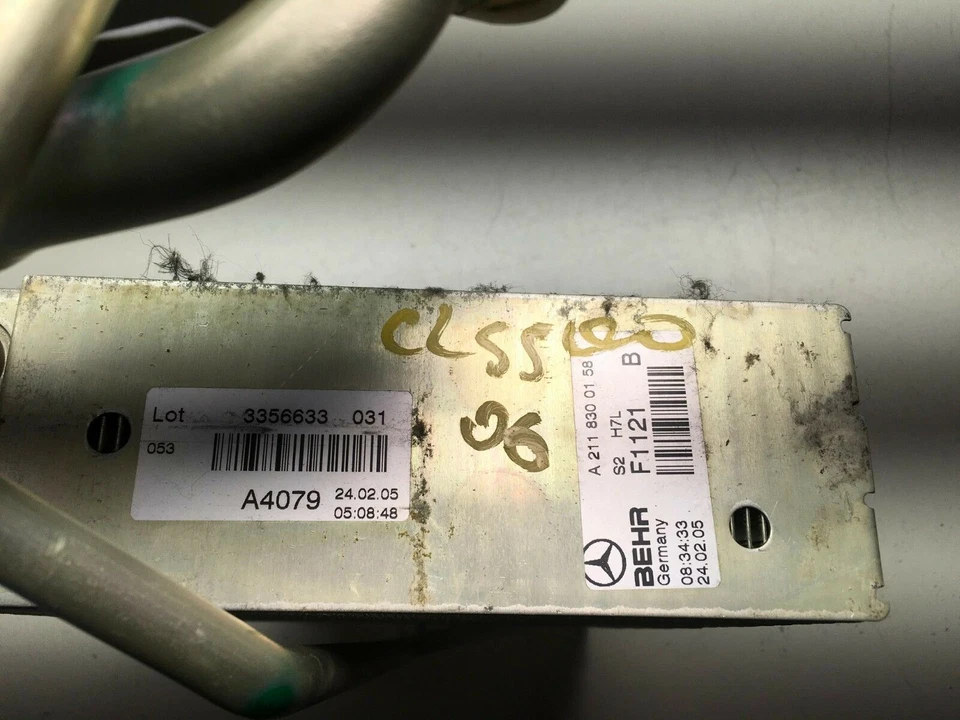 CLS500
06
Lot 3356633 031
053
A4079 24.02.05
05:08:48
A 211 830 01 58
S2 H7L B
F1121
BEHR
Germany
08:34:33
24.02.05